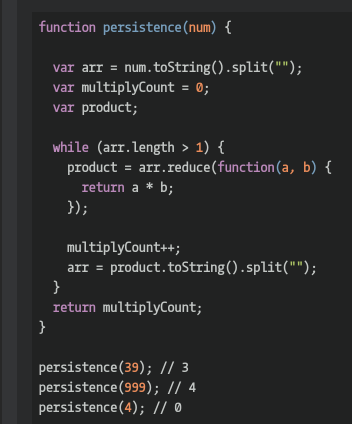 function persistence(num) {
var arr = num.toString().split("");
var multiplyCount = 0;
var product;
while (arr.length > 1) {
product = arr.reduce(function(a, b) {
return a * b;
});
multiplyCount++;
arr = product.toString().split("");
}
return multiplyCount;
}
persistence(39); // 3
persistence(999); // 4
persistence(4); // 0